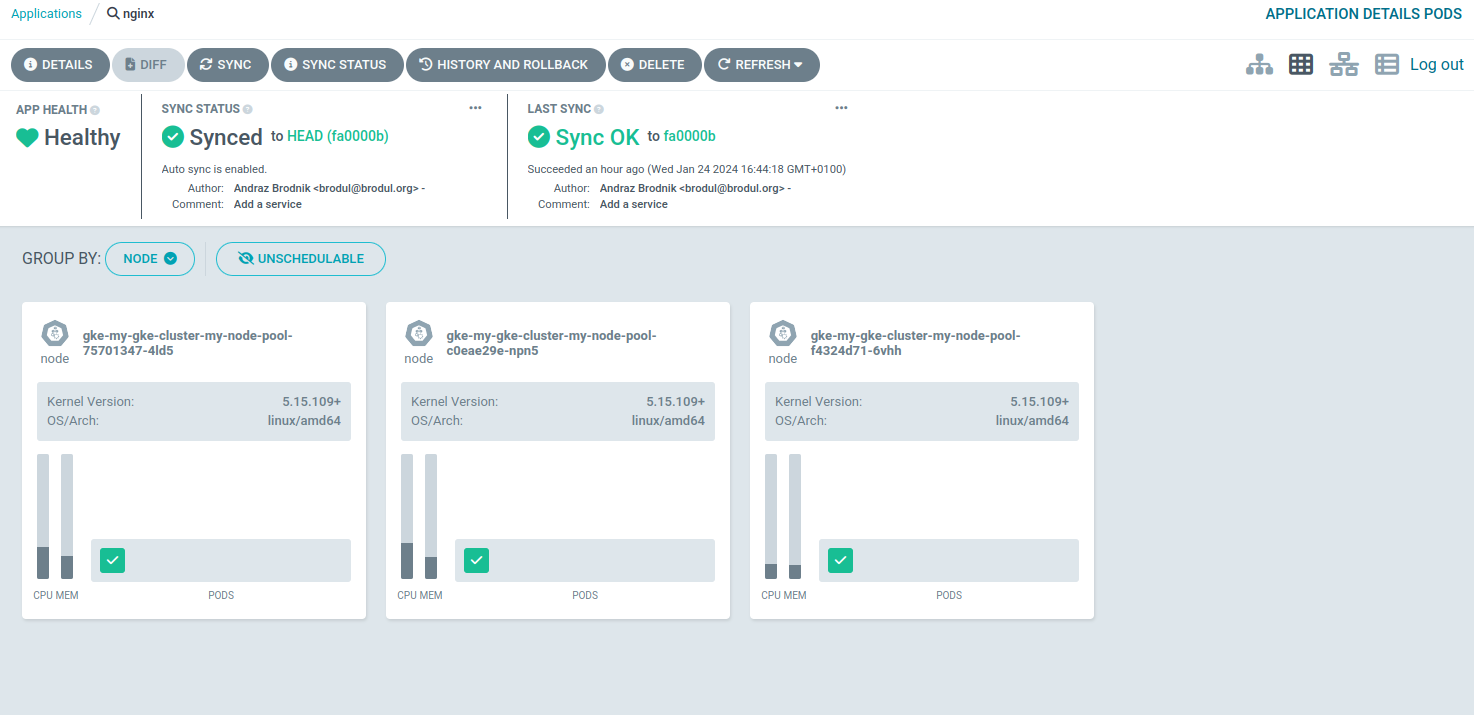 Applications nginx APPLICATION DETAILS PODS
DETAILS DIFF SYNC SYNC STATUS HISTORY AND ROLLBACK DELETE REFRESH Log out
APP HEALTH
Healthy
SYNC STATUS
Synced to HEAD (fa0000b)
Auto sync is enabled.
Author: Andraz Brodnik <brodul@brodul.org> -
Comment: Add a service
LAST SYNC
Sync OK to fa0000b
Succeeded an hour ago (Wed Jan 24 2024 16:44:18 GMT+0100)
Author: Andraz Brodnik <brodul@brodul.org> -
Comment: Add a service
GROUP BY: NODE UNSCHEDULABLE
node
gke-my-gke-cluster-my-node-pool-
75701347-4ld5
Kernel Version: 5.15.109+
OS/Arch: linux/amd64
CPU MEM PODS
node
gke-my-gke-cluster-my-node-pool-
c0eae29e-npn5
Kernel Version: 5.15.109+
OS/Arch: linux/amd64
CPU MEM PODS
node
gke-my-gke-cluster-my-node-pool-
f4324d71-6vhh
Kernel Version: 5.15.109+
OS/Arch: linux/amd64
CPU MEM PODS